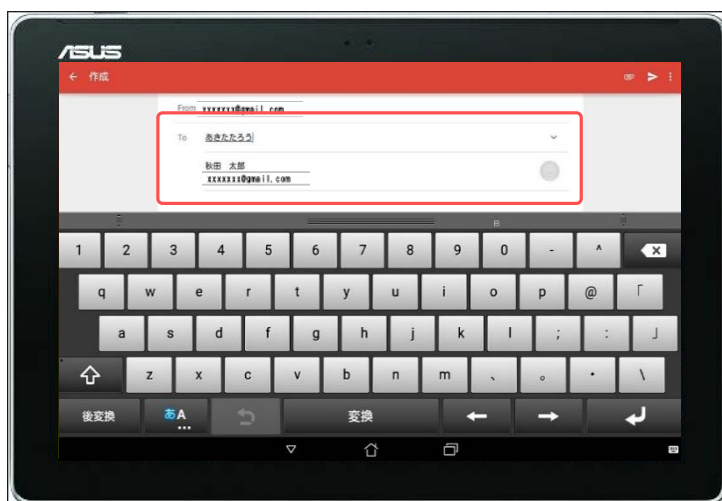 ASUS
作成
From xxxxxxx@gmail.com
To あきたたろう
秋田 太郎
xxxxxxx@gmail.com
1 2 3 4 5 6 7 8 9 0 - ^
q w e r t y u i o p @ 「
a s d f g h j k l ; : 」
z x c v b n m 、 。 ・ \
後変換 あA 変換